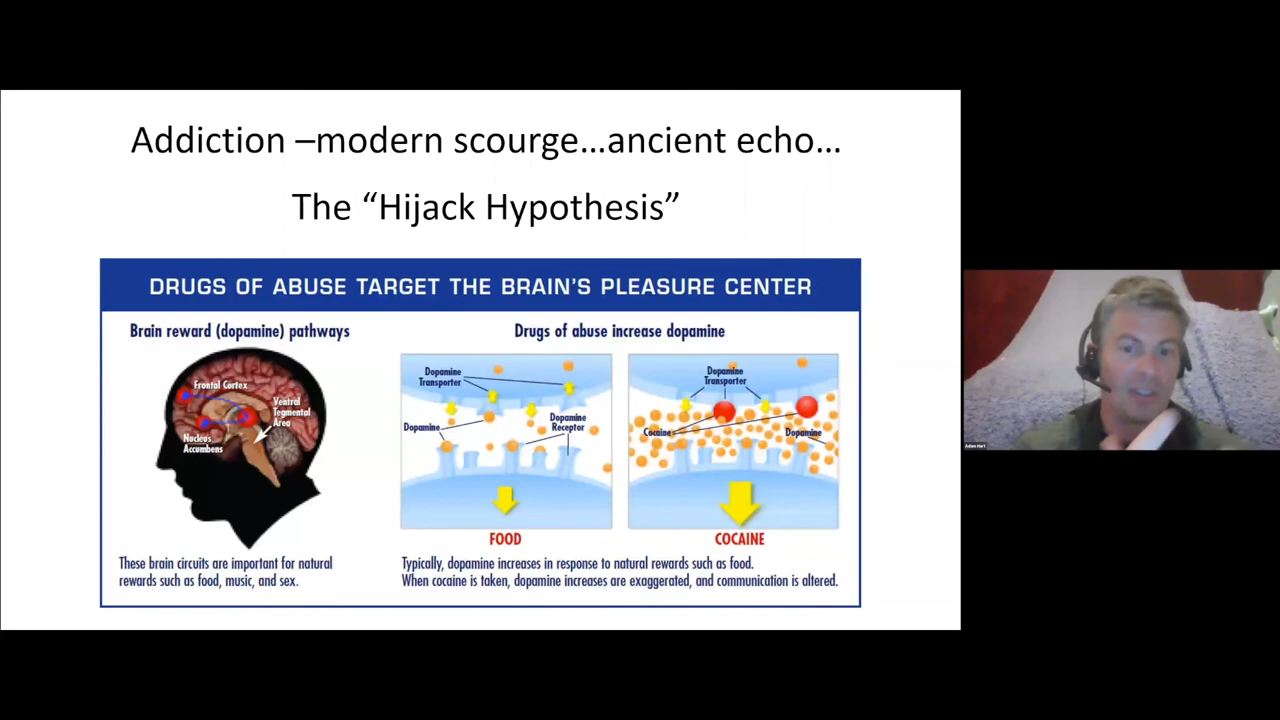 Addiction –modern scourge…ancient echo…
The “Hijack Hypothesis”
DRUGS OF ABUSE TARGET THE BRAIN’S PLEASURE CENTER
Brain reward (dopamine) pathways
Frontal Cortex
Ventral
Tegmental
Area
Nucleus
Accumbens
These brain circuits are important for natural
rewards such as food, music, and sex.
Drugs of abuse increase dopamine
Dopamine
Transporter
Dopamine
Dopamine
Receptor
FOOD
Dopamine
Transporter
Cocaine
Dopamine
COCAINE
Typically, dopamine increases in response to natural rewards such as food.
When cocaine is taken, dopamine increases are exaggerated, and communication is altered.
Adam Hart